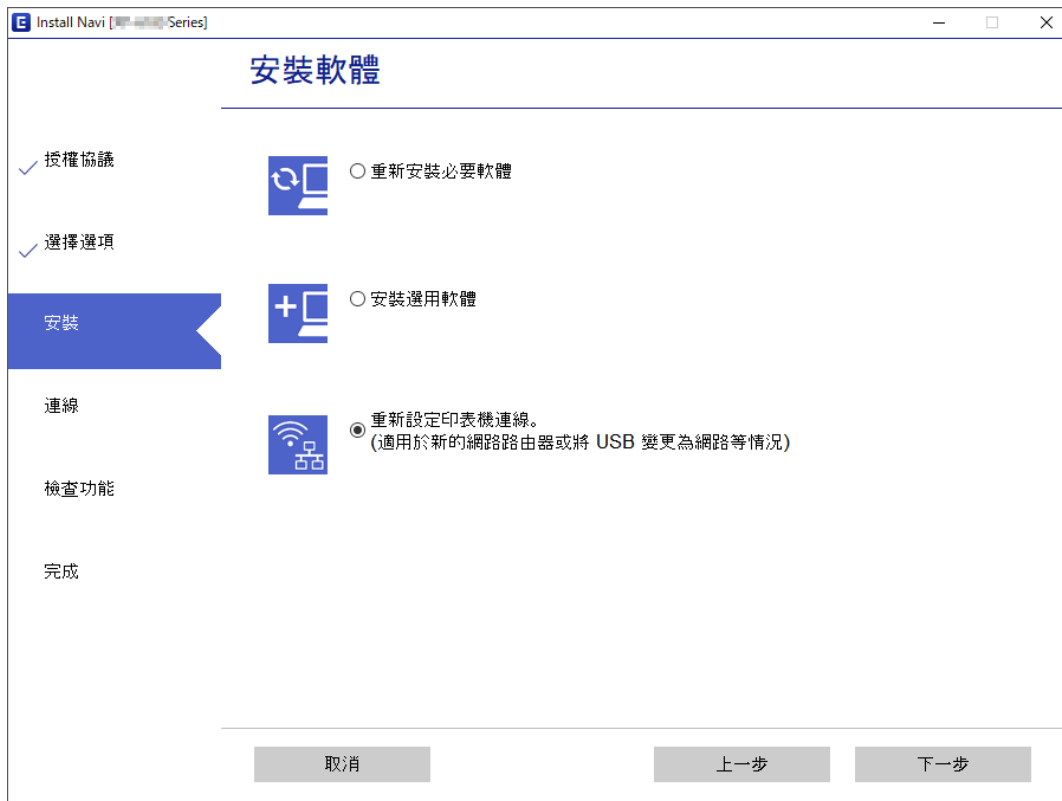 E Install Navi [ Series]
安裝軟體
授權協議
選擇選項
安裝
連線
檢查功能
完成
重新安裝必要軟體
安裝選用軟體
重新設定印表機連線。
(適用於新的網路路由器或將 USB 變更為網路等情況)
取消
上一步
下一步